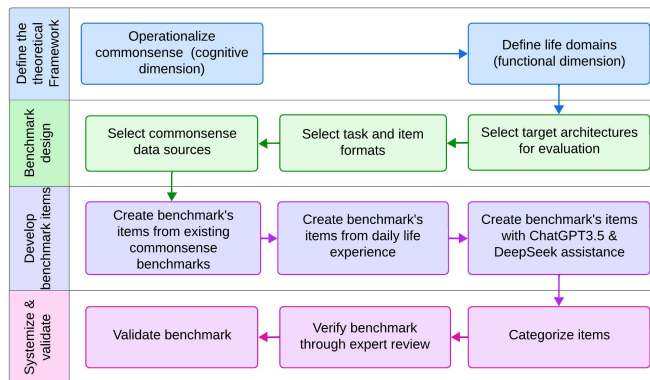 Define the
theoretical
Framework
Operationalize
commonsense (cognitive
dimension)
Define life domains
(functional dimension)
Benchmark
design
Select commonsense
data sources
Select task and item
formats
Select target architectures
for evaluation
Develop
benchmark items
Create benchmark's
items from existing
commonsense
benchmarks
Create benchmark's
items from daily life
experience
Create benchmark's items
with ChatGPT3.5 &
DeepSeek assistance
Systemize &
validate
Validate benchmark
Verify benchmark
through expert review
Categorize items